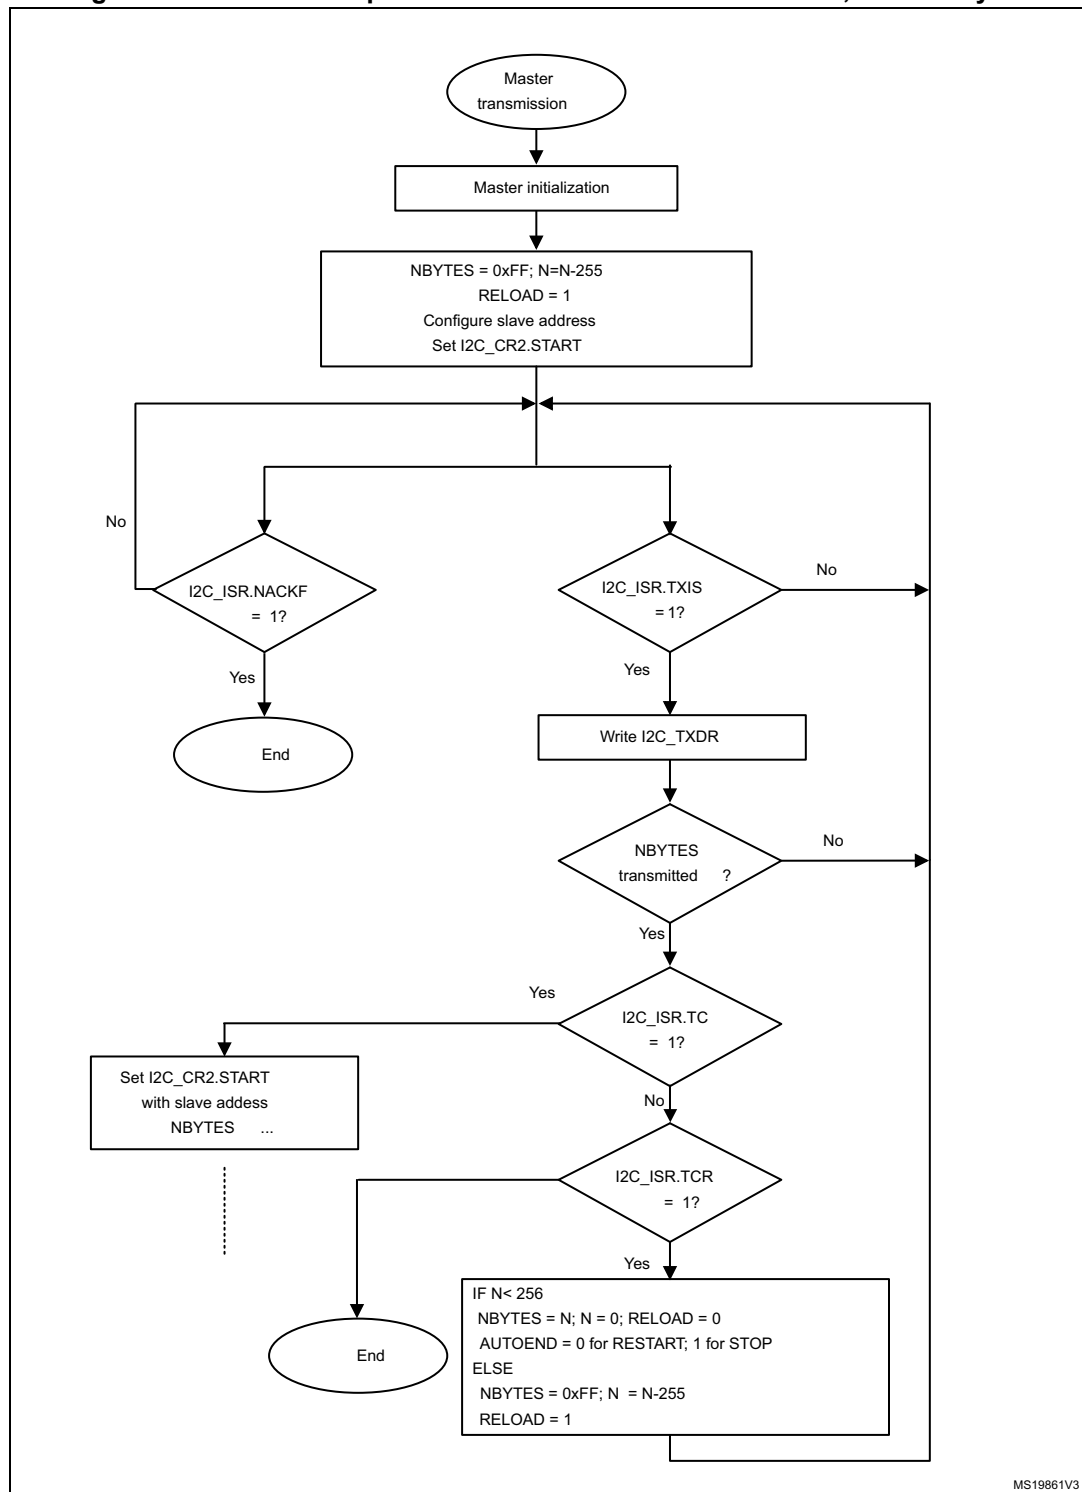 Master
transmission
Master initialization
NBYTES = 0xFF; N=N-255
RELOAD = 1
Configure slave address
Set I2C_CR2.START
No
I2C_ISR.NACKF
= 1?
I2C_ISR.TXIS
= 1?
No
Yes
Yes
End
Write I2C_TXDR
NBYTES
transmitted ?
No
Yes
Yes
I2C_ISR.TC
= 1?
Set I2C_CR2.START
with slave addess
NBYTES ...
No
I2C_ISR.TCR
= 1?
Yes
End
IF N< 256
NBYTES = N; N = 0; RELOAD = 0
AUTOEND = 0 for RESTART; 1 for STOP
ELSE
NBYTES = 0xFF; N = N-255
RELOAD = 1
MS19861V3